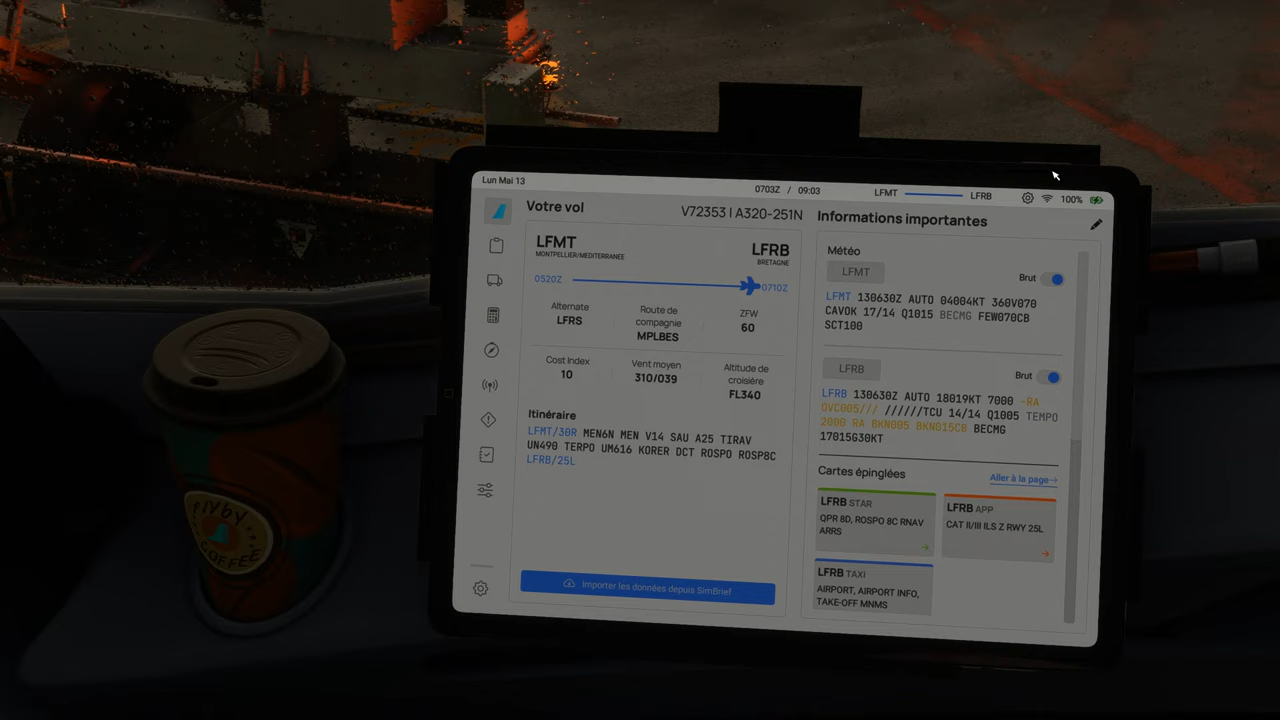 Lun Mai 13
0703Z / 09:03
LFMT
LFRB
100%
Votre vol
V72353 | A320-251N
LFMT
MONTPELLIER/MEDITERRANEE
LFRB
BRETAGNE
0520Z
0710Z
Alternate
LFRS
Route de
compagnie
MPLBES
ZFW
60
Cost Index
10
Vent moyen
310/039
Altitude de
croisière
FL340
Itinéraire
LFMT/30R MEN6N MEN V14 SAU A25 TIRAV
UN490 TERPO UM616 KORER DCT ROSPO ROSP8C
LFRB/25L
Importer les données depuis SimBrief
Informations importantes
Météo
LFMT
Brut
LFMT 130630Z AUTO 04004KT 360V070
CAVOK 17/14 Q1015 BECMG FEW070CB
SCT100
LFRB
Brut
LFRB 130630Z AUTO 18019KT 7000 -RA
OVC005/// //////TCU 14/14 Q1005 TEMPO
2000 RA BKN005 BKN015CB BECMG
17015G30KT
Cartes épinglées
Aller à la page→
LFRB STAR
QPR 8D, ROSPO 8C RNAV
ARRS
LFRB APP
CAT II/III ILS Z RWY 25L
LFRB TAXI
AIRPORT, AIRPORT INFO,
TAKE-OFF MNMS
FLYBY
COFFEE